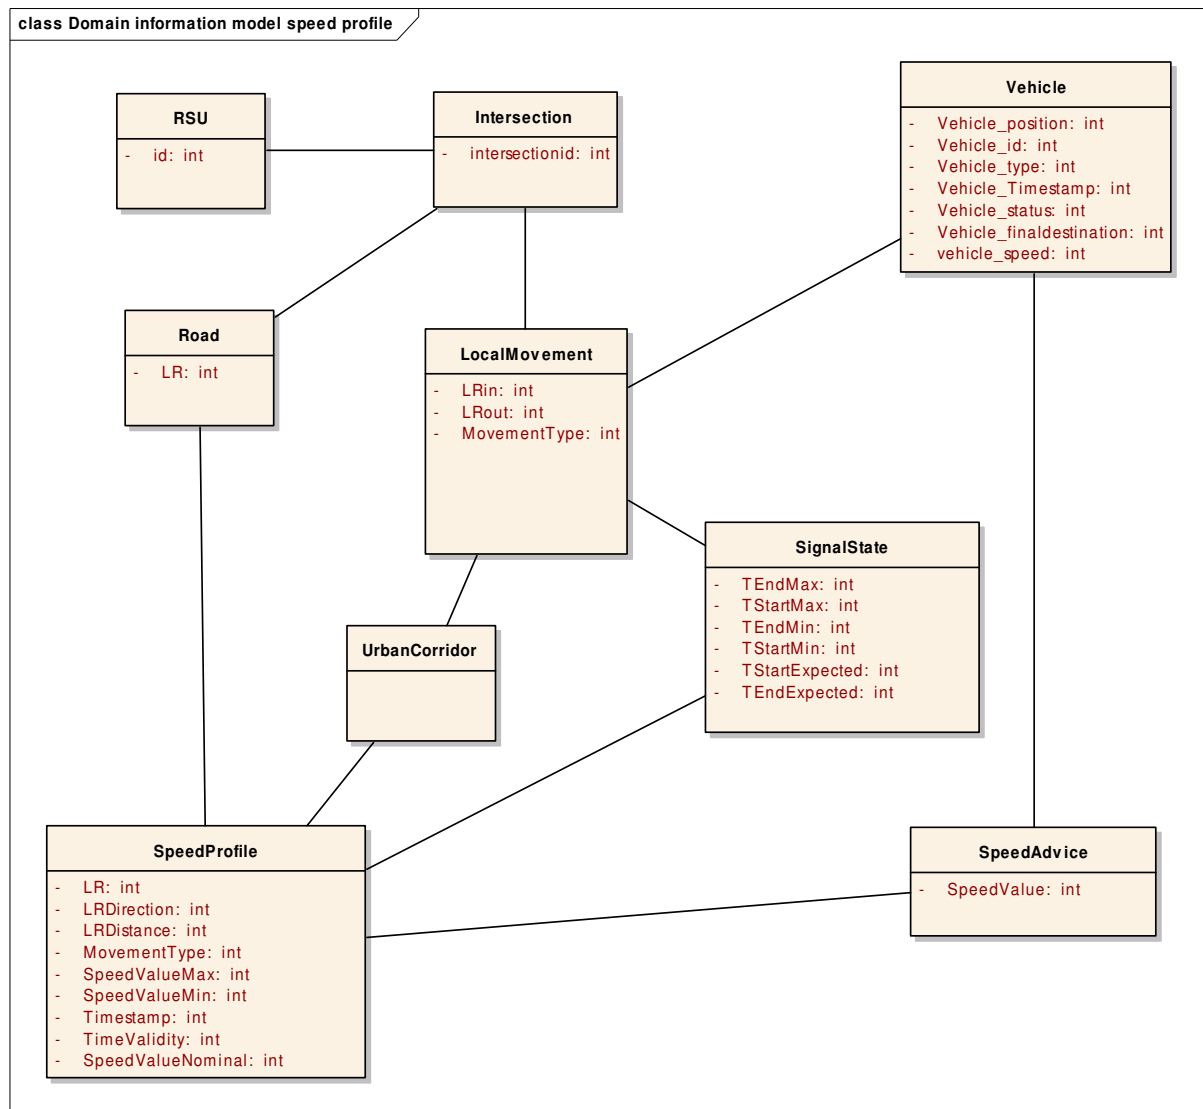 class Domain information model speed profile
RSU
- id: int
Intersection
- intersectionid: int
Vehicle
- Vehicle_position: int
- Vehicle_id: int
- Vehicle_type: int
- Vehicle_Timestamp: int
- Vehicle_status: int
- Vehicle_finaldestination: int
- vehicle_speed: int
Road
- LR: int
LocalMovement
- LRin: int
- LRout: int
- MovementType: int
SignalState
- TEndMax: int
- TStartMax: int
- TEndMin: int
- TStartMin: int
- TStartExpected: int
- TEndExpected: int
UrbanCorridor
SpeedProfile
- LR: int
- LRDirection: int
- LRDistance: int
- MovementType: int
- SpeedValueMax: int
- SpeedValueMin: int
- Timestamp: int
- TimeValidity: int
- SpeedValueNominal: int
SpeedAdvice
- SpeedValue: int